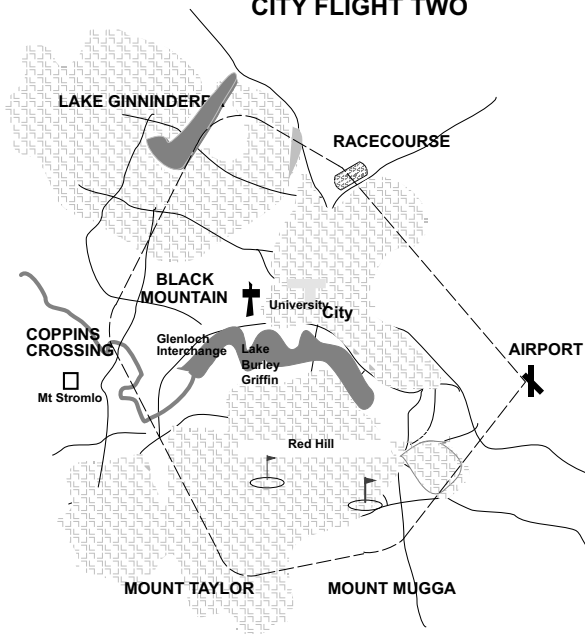 CITY FLIGHT TWO
LAKE GINNINDERRA
RACECOURSE
BLACK
MOUNTAIN
University
City
COPPINS
CROSSING
Glenloch
Interchange
Lake
Burley
Griffin
AIRPORT
Mt Stromlo
Red Hill
MOUNT TAYLOR
MOUNT MUGGA